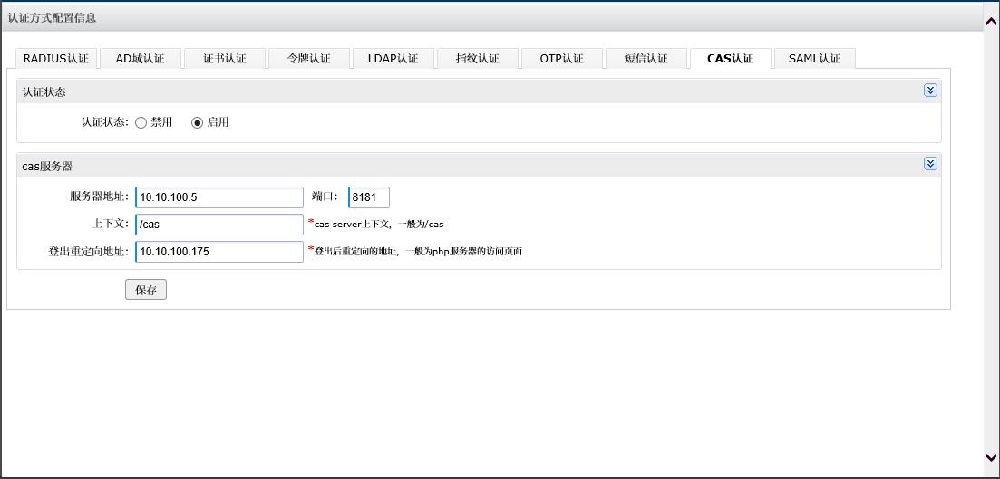 认证方式配置信息
RADIUS认证 AD域认证 证书认证 令牌认证 LDAP认证 指纹认证 OTP认证 短信认证 CAS认证 SAML认证
认证状态
认证状态: 禁用 启用
cas服务器
服务器地址: 10.10.100.5 端口: 8181
上下文: /cas *cas server上下文, 一般为/cas
登出重定向地址: 10.10.100.175 *登出后重定向的地址, 一般为php服务器的访问页面
保存